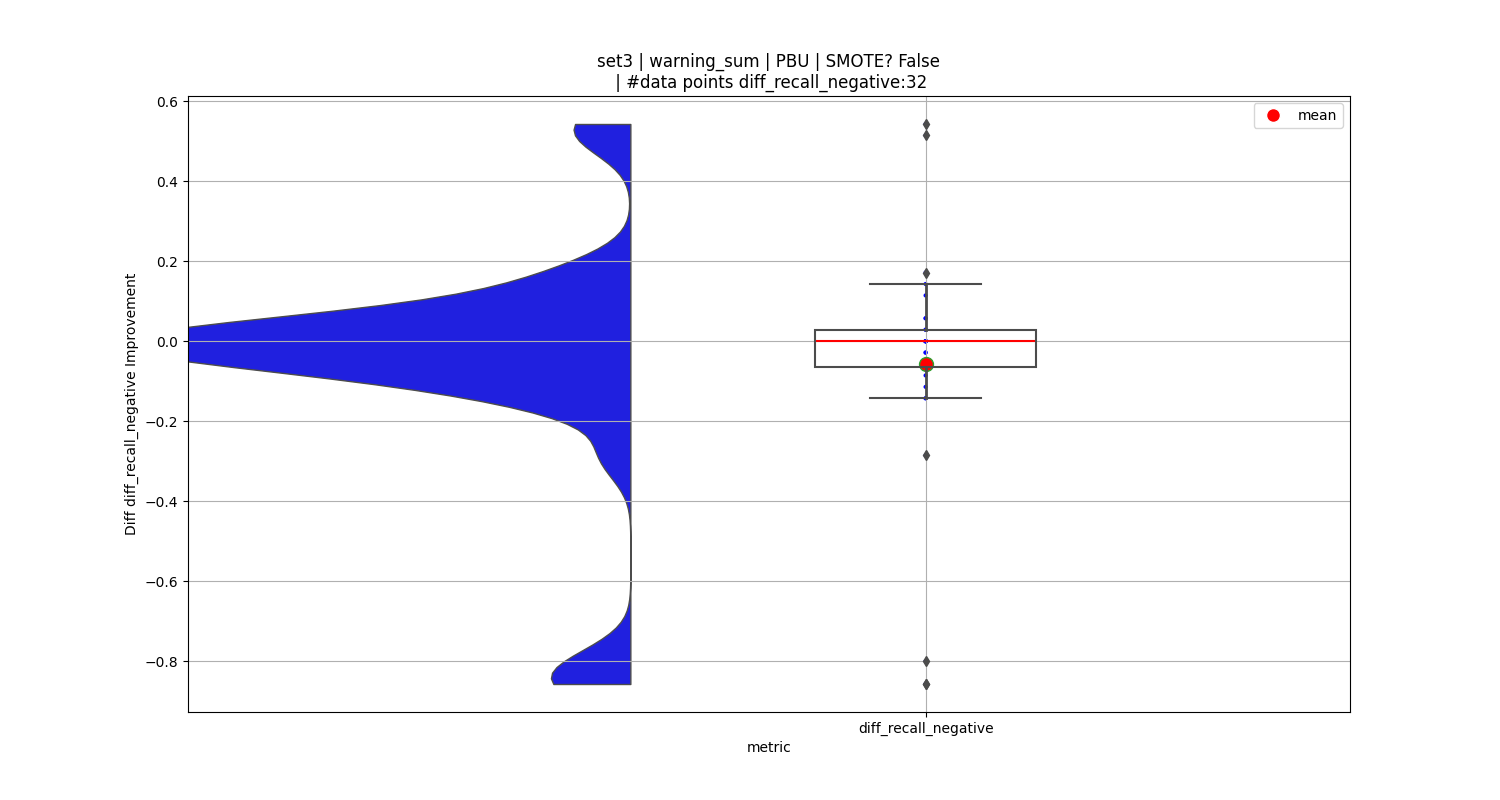 set3 | warning_sum | PBU | SMOTE? False
| #data points diff_recall_negative:32
mean
0.6
0.4
0.2
0.0
−0.2
−0.4
−0.6
−0.8
Diff diff_recall_negative Improvement
diff_recall_negative
metric